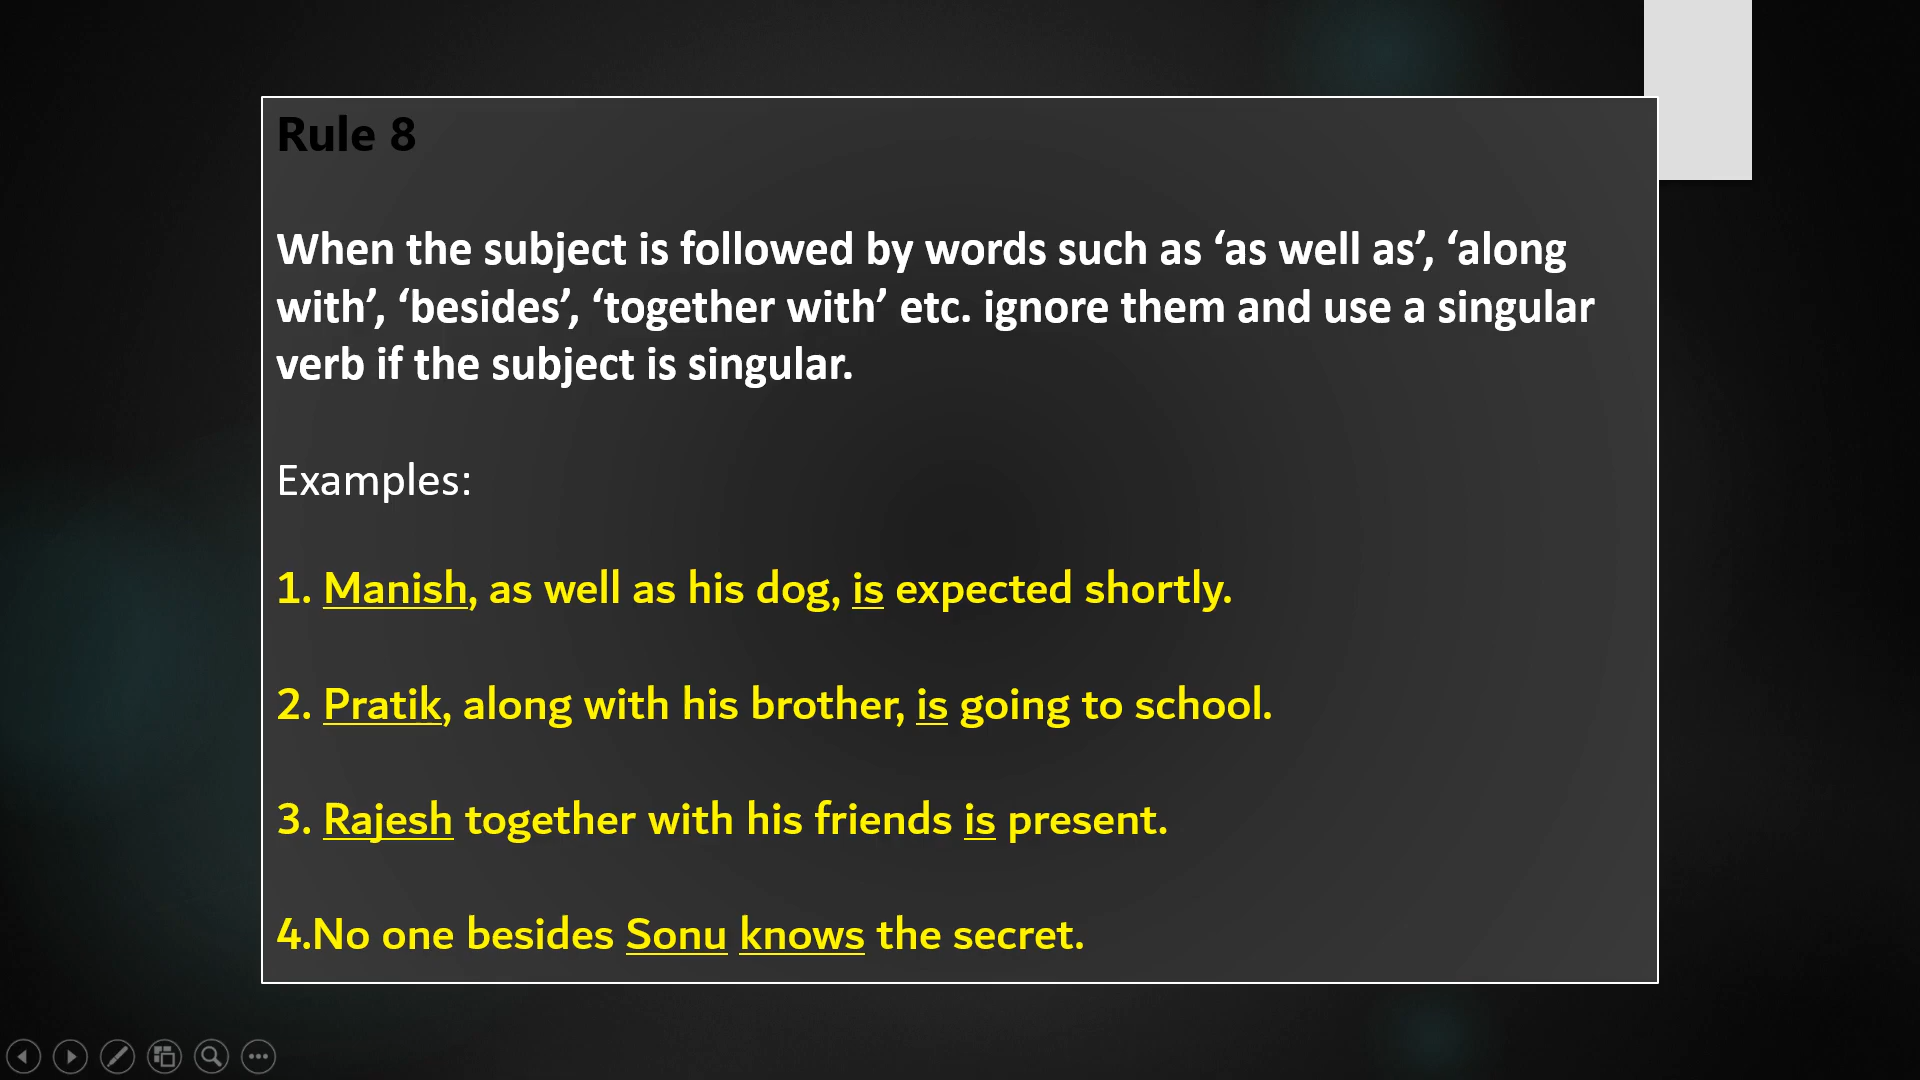 Rule 8
When the subject is followed by words such as ‘as well as’, ‘along
with’, ‘besides’, ‘together with’ etc. ignore them and use a singular
verb if the subject is singular.
Examples:
1. Manish, as well as his dog, is expected shortly.
2. Pratik, along with his brother, is going to school.
3. Rajesh together with his friends is present.
4.No one besides Sonu knows the secret.